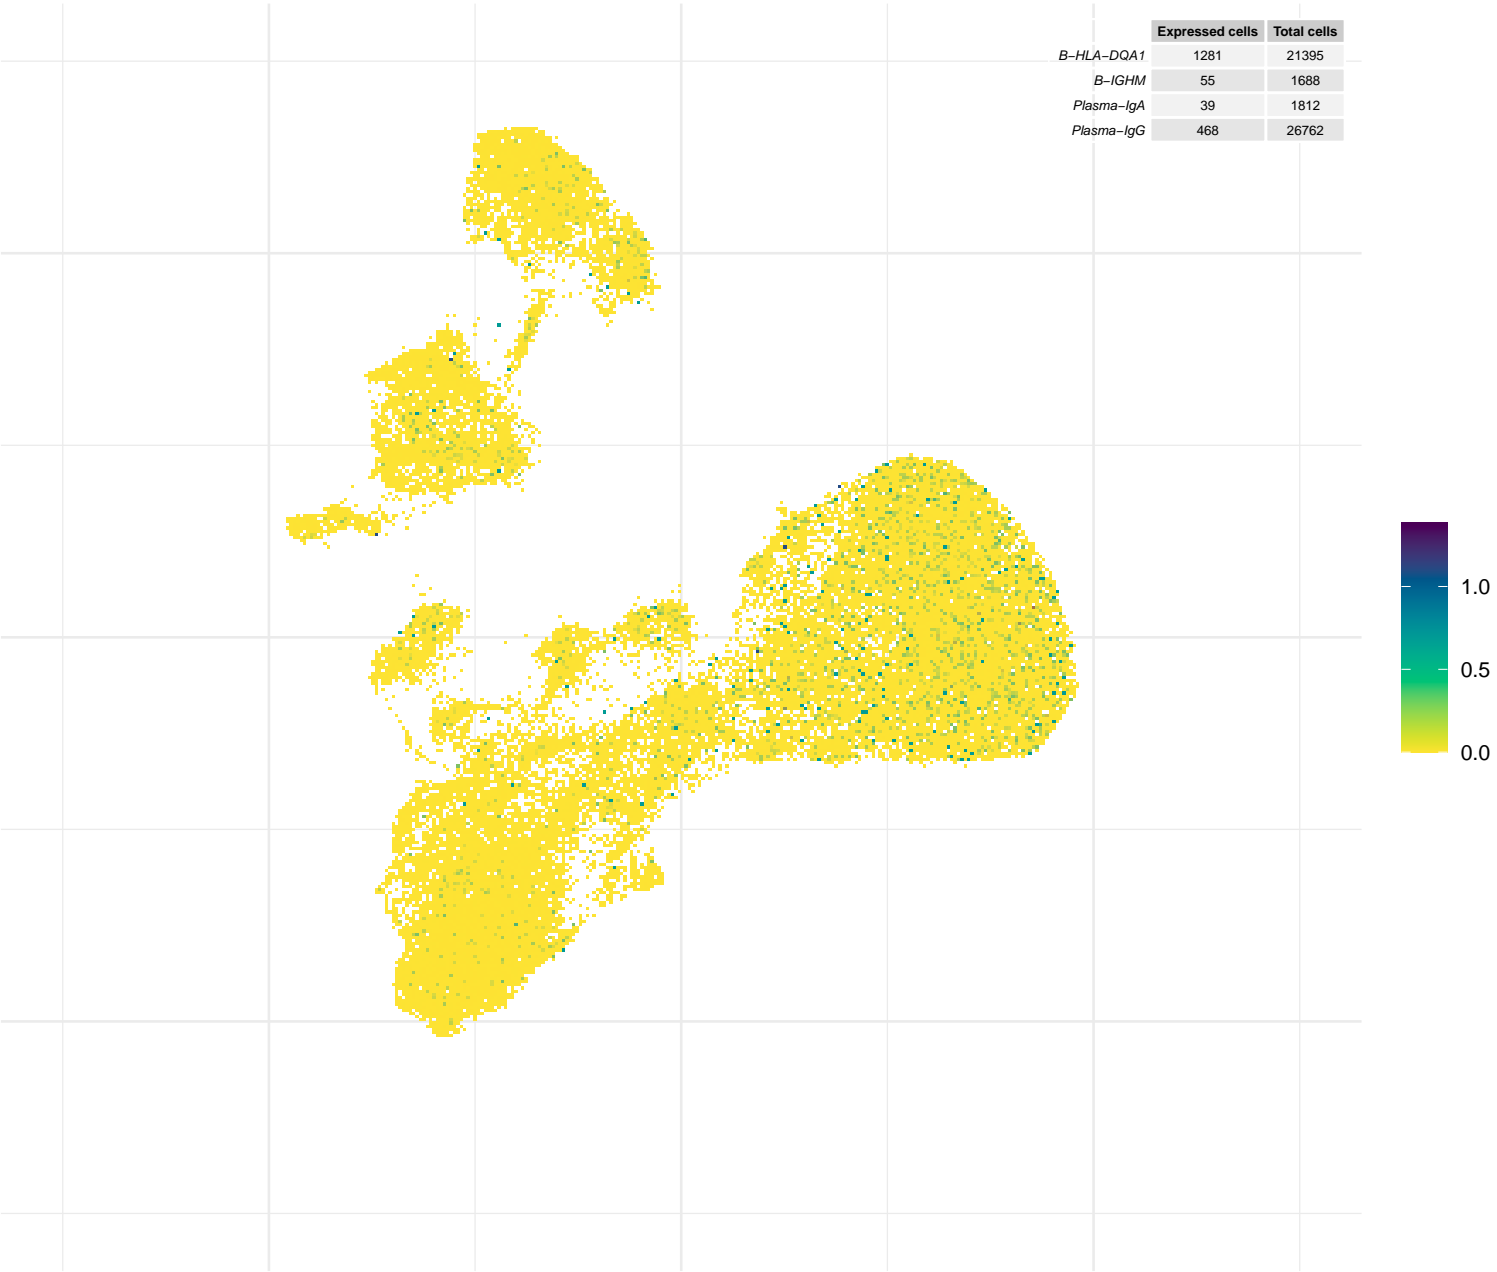 Expressed cells Total cells
B−HLA−DQA1 1281 21395
B−IGHM 55 1688
Plasma−IgA 39 1812
Plasma−IgG 468 26762
1.0
0.5
0.0